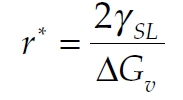 r* = 2γ_SL / ΔG_v